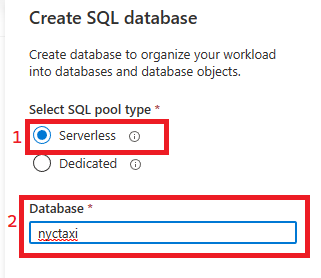 Create SQL database
Create database to organize your workload
into databases and database objects.
Select SQL pool type *
1 Serverless
Dedicated
2 Database *
nyctaxi